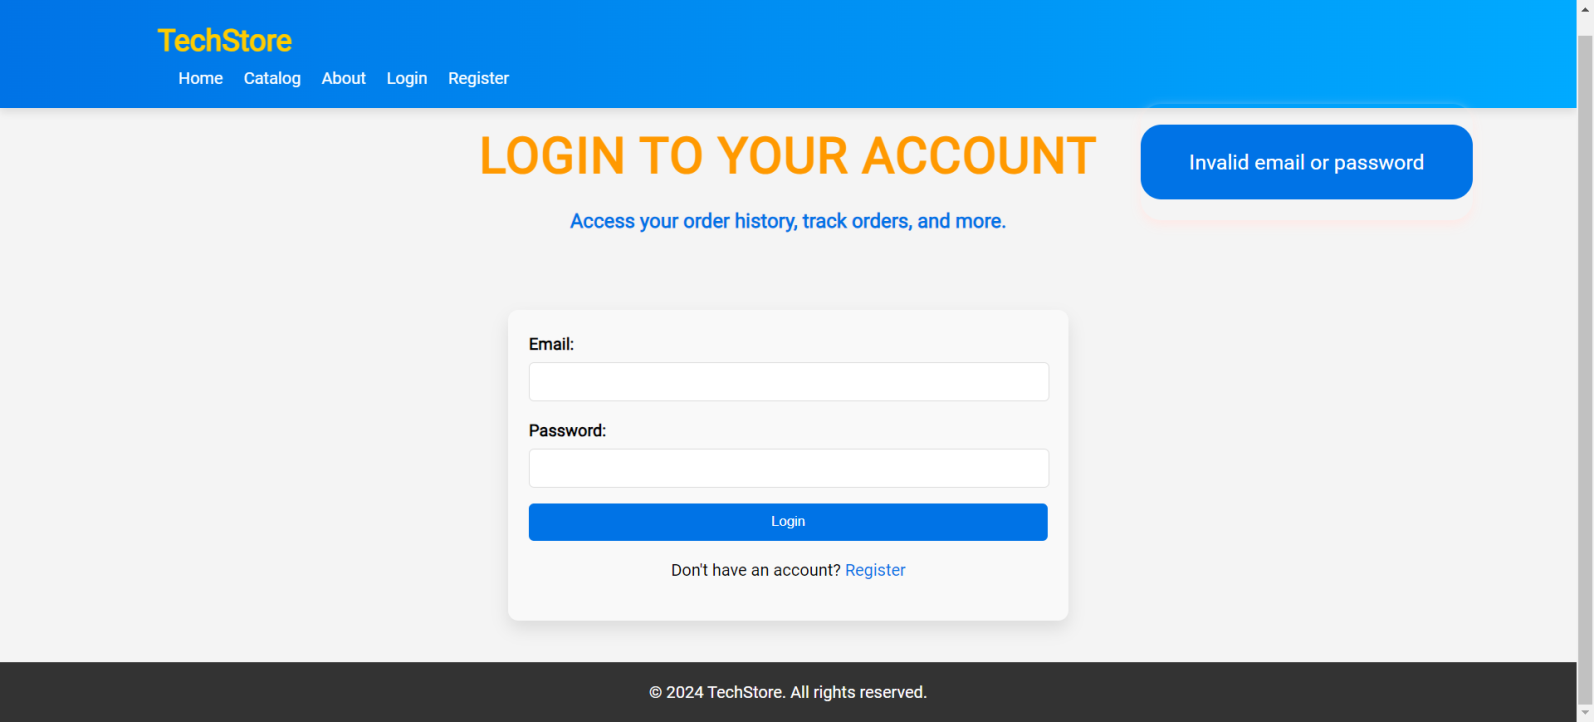 TechStore
Home Catalog About Login Register
LOGIN TO YOUR ACCOUNT
Invalid email or password
Access your order history, track orders, and more.
Email:
Password:
Login
Don't have an account? Register
© 2024 TechStore. All rights reserved.